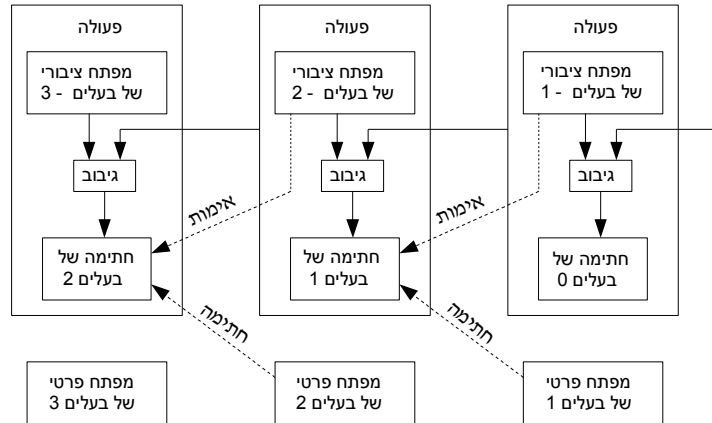 פעולה
פעולה
פעולה
מפתח ציבורי
של בעלים - 1
מפתח ציבורי
של בעלים - 2
מפתח ציבורי
של בעלים - 3
גיבוב
גיבוב
גיבוב
אימות
אימות
חתימה של
בעלים 0
חתימה של
בעלים 1
חתימה של
בעלים 2
חתימה
חתימה
מפתח פרטי
של בעלים 1
מפתח פרטי
של בעלים 2
מפתח פרטי
של בעלים 3